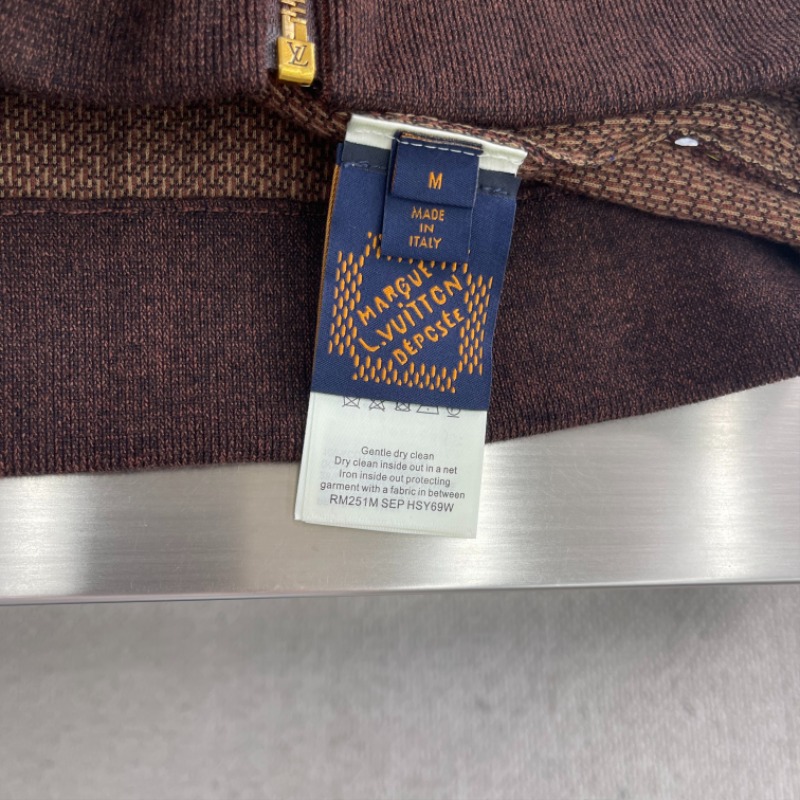 LV
M
MADE
IN
ITALY
MARQUE
L.VUITTON
DÉPOSÉE
Gentle dry clean
Dry clean inside out in a net
Iron inside out protecting
garment with a fabric in between
RM251M SEP HSY69W